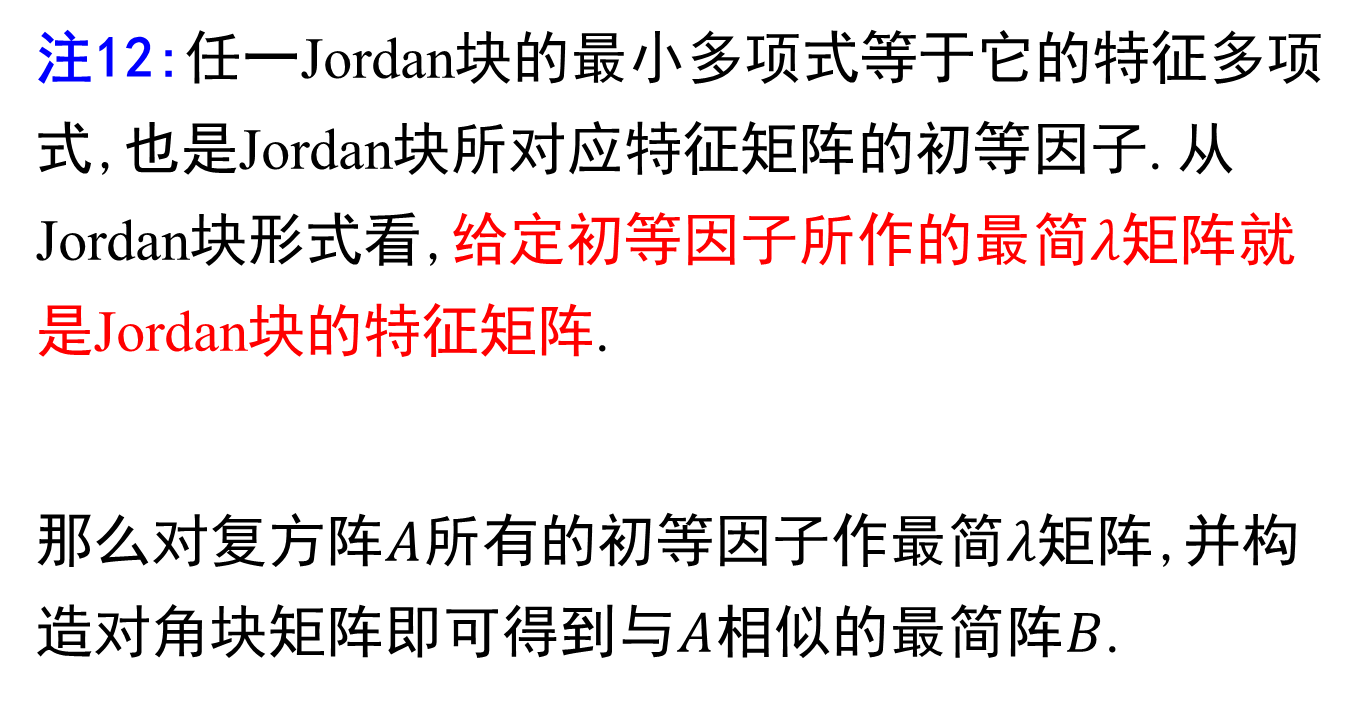 注12:任一Jordan块的最小多项式等于它的特征多项
式,也是Jordan块所对应特征矩阵的初等因子. 从
Jordan块形式看,给定初等因子所作的最简λ矩阵就
是Jordan块的特征矩阵.
那么对复方阵A所有的初等因子作最简λ矩阵,并构
造对角块矩阵即可得到与A相似的最简阵B.